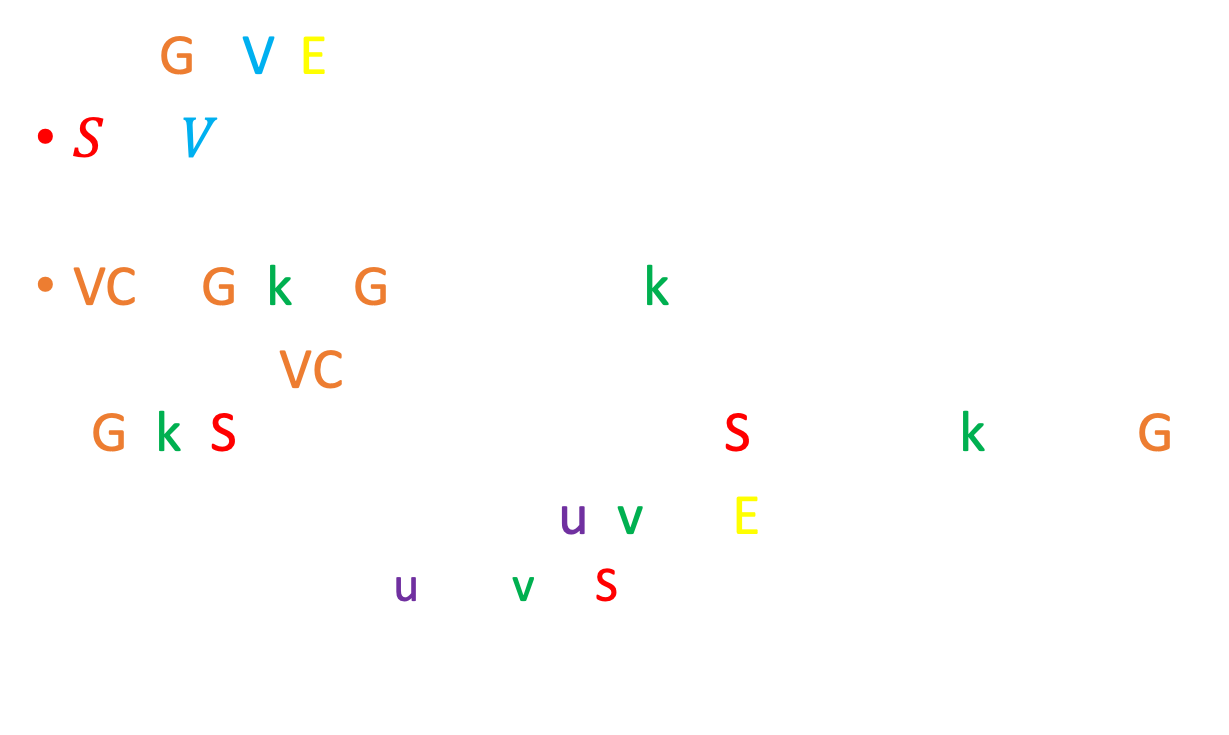 G V E
• S V
• VC G k G k
VC
G k S S k G
u v E
u v S